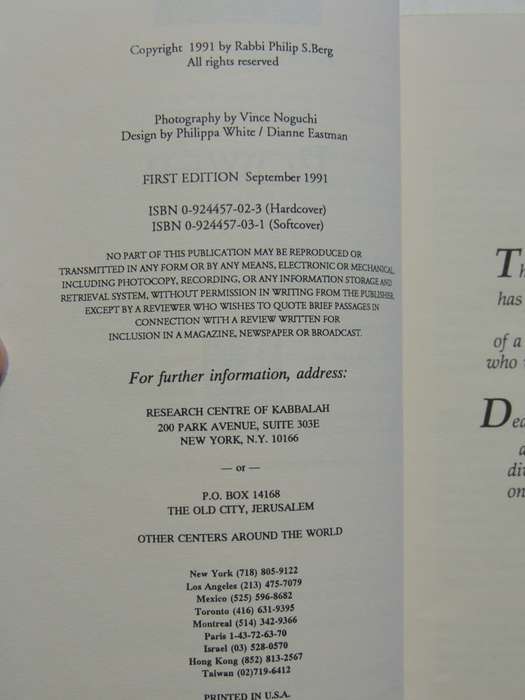 Copyright 1991 by Rabbi Philip S.Berg
All rights reserved
Photography by Vince Noguchi
Design by Philippa White / Dianne Eastman
FIRST EDITION September 1991
ISBN 0-924457-02-3 (Hardcover)
ISBN 0-924457-03-1 (Softcover)
NO PART OF THIS PUBLICATION MAY BE REPRODUCED OR
TRANSMITTED IN ANY FORM OR BY ANY MEANS, ELECTRONIC OR MECHANICAL
INCLUDING PHOTOCOPY, RECORDING, OR ANY INFORMATION STORAGE AND
RETRIEVAL SYSTEM, WITHOUT PERMISSION IN WRITING FROM THE PUBLISHER,
EXCEPT BY A REVIEWER WHO WISHES TO QUOTE BRIEF PASSAGES IN
CONNECTION WITH A REVIEW WRITTEN FOR
INCLUSION IN A MAGAZINE, NEWSPAPER OR BROADCAST.
For further information, address:
RESEARCH CENTRE OF KABBALAH
200 PARK AVENUE, SUITE 303E
NEW YORK, N.Y. 10166
— or —
P.O. BOX 14168
THE OLD CITY, JERUSALEM
OTHER CENTERS AROUND THE WORLD
New York (718) 805-9122
Los Angeles (213) 475-7079
Mexico (525) 596-8682
Toronto (416) 631-9395
Montreal (514) 342-9366
Paris 1-43-72-63-70
Israel (03) 528-0570
Hong Kong (852) 813-2567
Taiwan (02)719-6412
PRINTED IN U.S.A.
has
of a
who
on